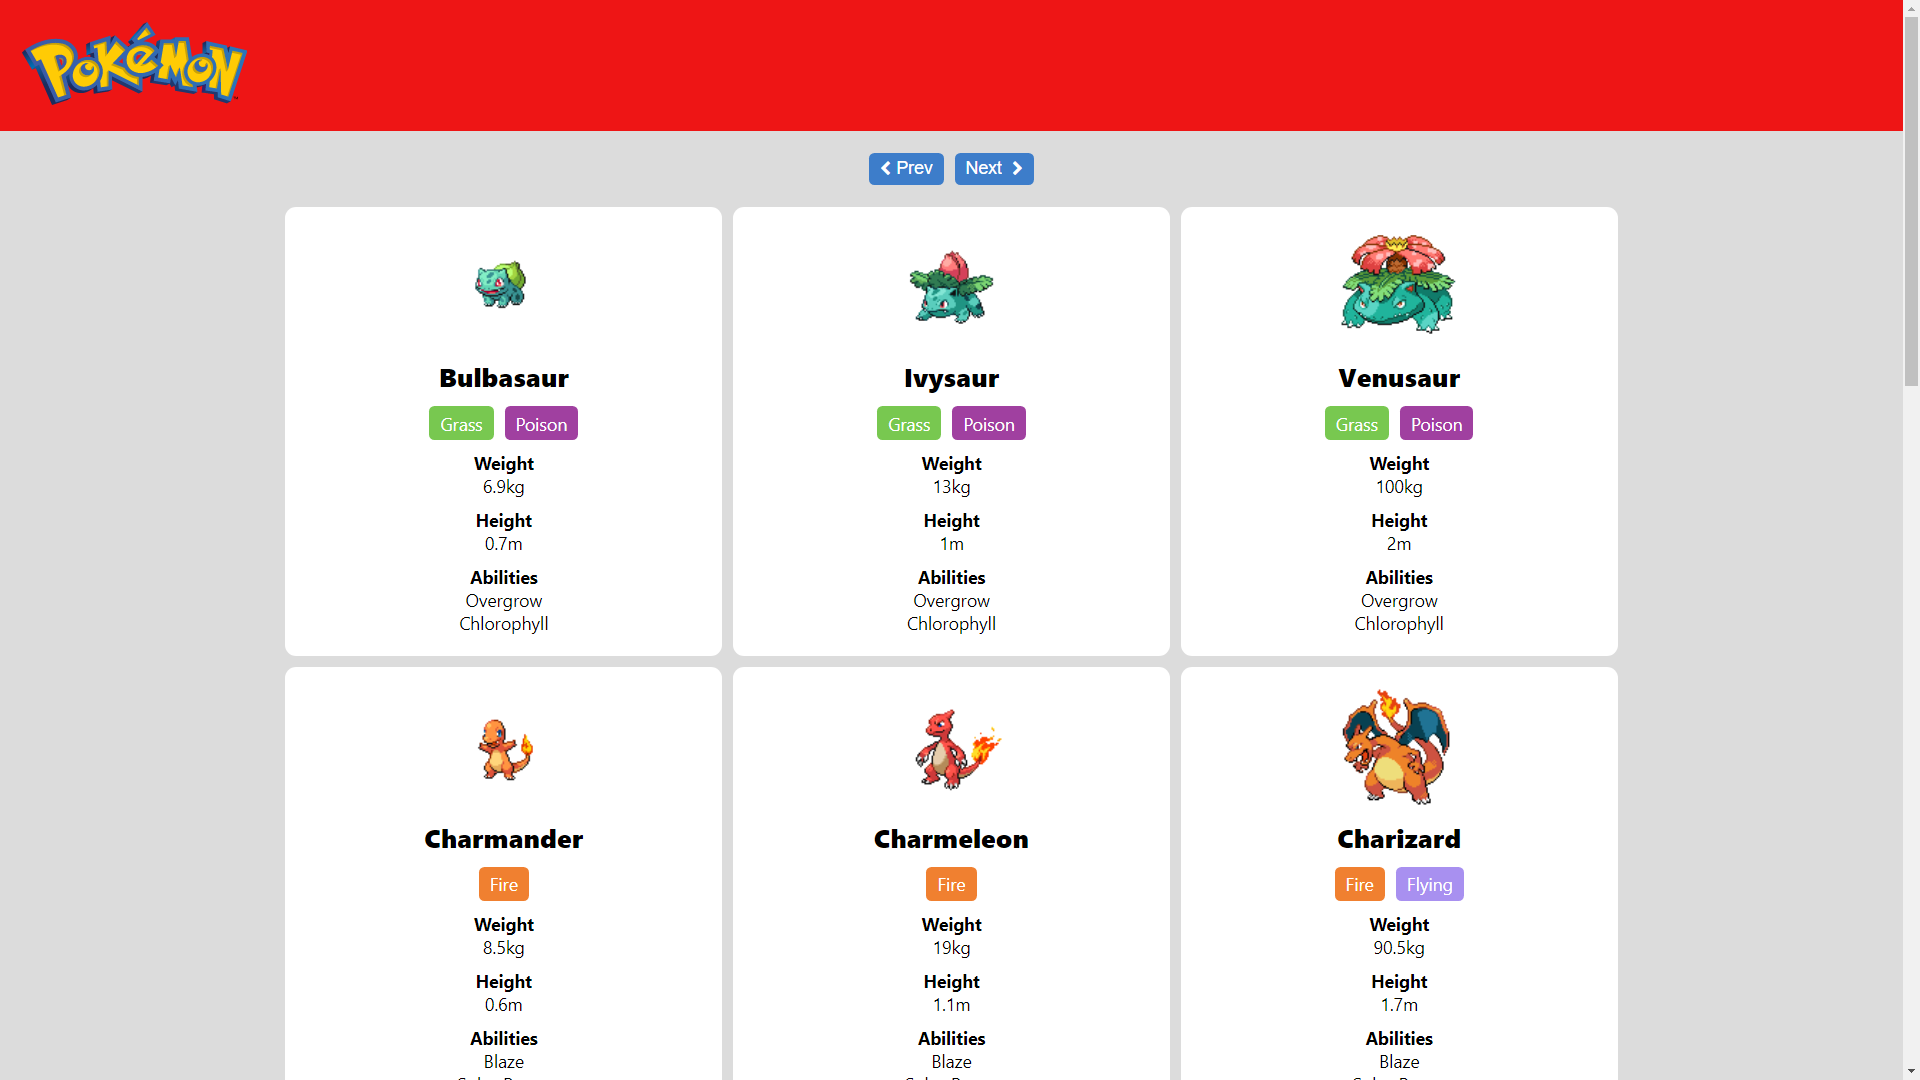 Pokémon
Prev Next
Bulbasaur Ivysaur Venusaur
Grass Poison Grass Poison Grass Poison
Weight Weight Weight
6.9kg 13kg 100kg
Height Height Height
0.7m 1m 2m
Abilities Abilities Abilities
Overgrow Overgrow Overgrow
Chlorophyll Chlorophyll Chlorophyll
Charmander Charmeleon Charizard
Fire Fire Fire Flying
Weight Weight Weight
8.5kg 19kg 90.5kg
Height Height Height
0.6m 1.1m 1.7m
Abilities Abilities Abilities
Blaze Blaze Blaze